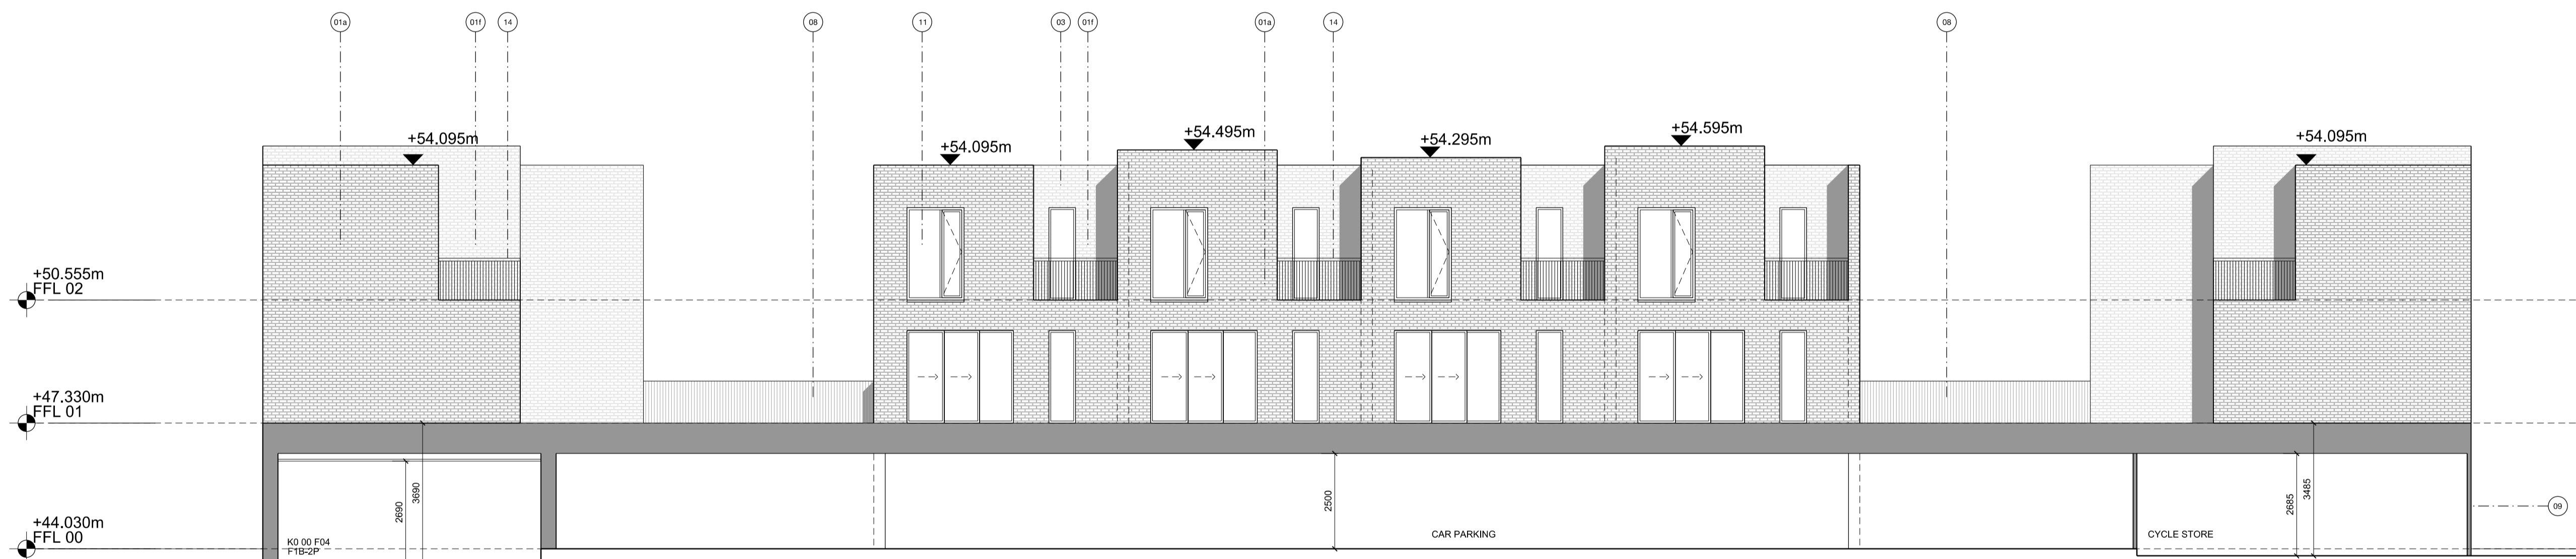 01a
01f
14
08
11
03
01f
01a
14
08
+54.095m
+54.095m
+54.495m
+54.295m
+54.595m
+54.095m
+50.555m
FFL 02
+47.330m
FFL 01
+44.030m
FFL 00
2690
3690
2500
2685
3485
09
CAR PARKING
CYCLE STORE
K0 00 F04
F1B-2P